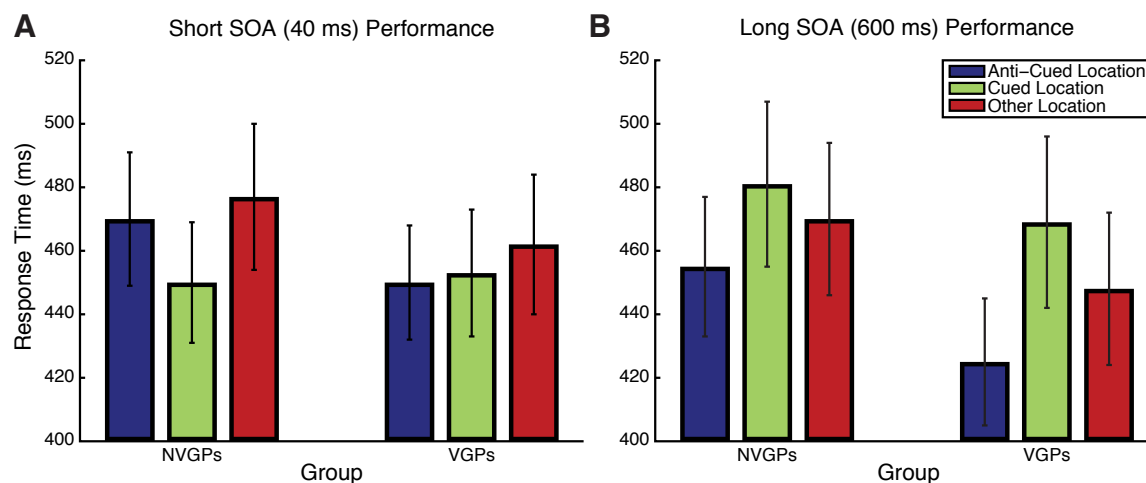 A
Short SOA (40 ms) Performance
Response Time (ms)
520
500
480
460
440
420
400
NVGPs
VGPs
Group
B
Long SOA (600 ms) Performance
Anti–Cued Location
Cued Location
Other Location
520
500
480
460
440
420
400
NVGPs
VGPs
Group